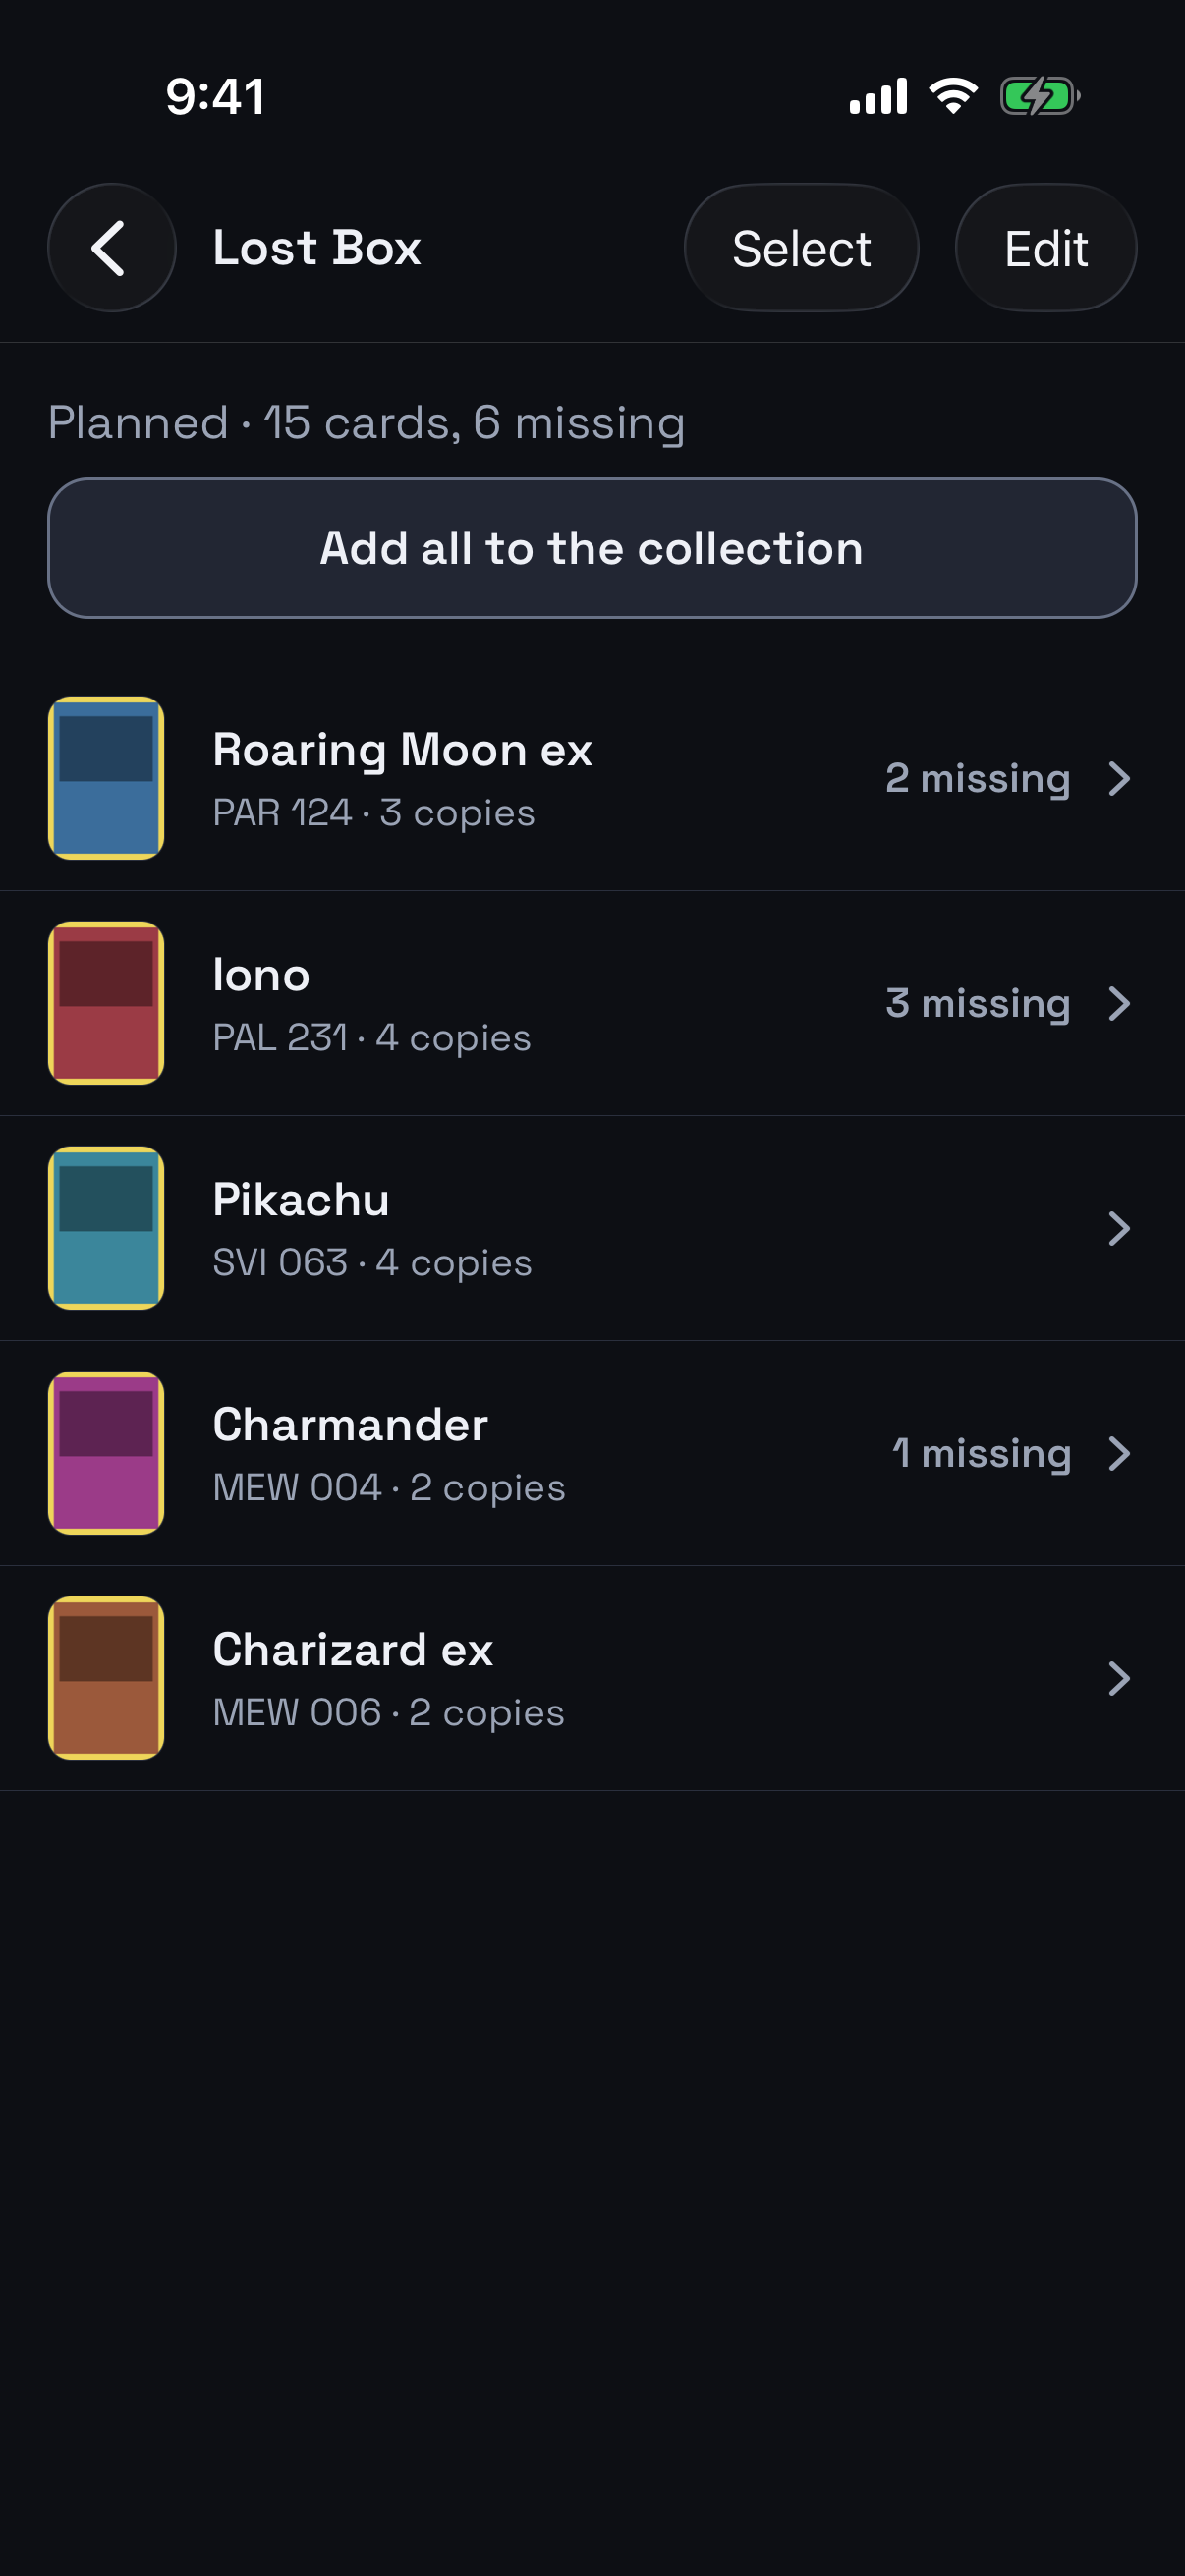 9:41
Lost Box
Select
Edit
Planned · 15 cards, 6 missing
Add all to the collection
Roaring Moon ex
PAR 124 · 3 copies
2 missing
Iono
PAL 231 · 4 copies
3 missing
Pikachu
SVI 063 · 4 copies
Charmander
MEW 004 · 2 copies
1 missing
Charizard ex
MEW 006 · 2 copies